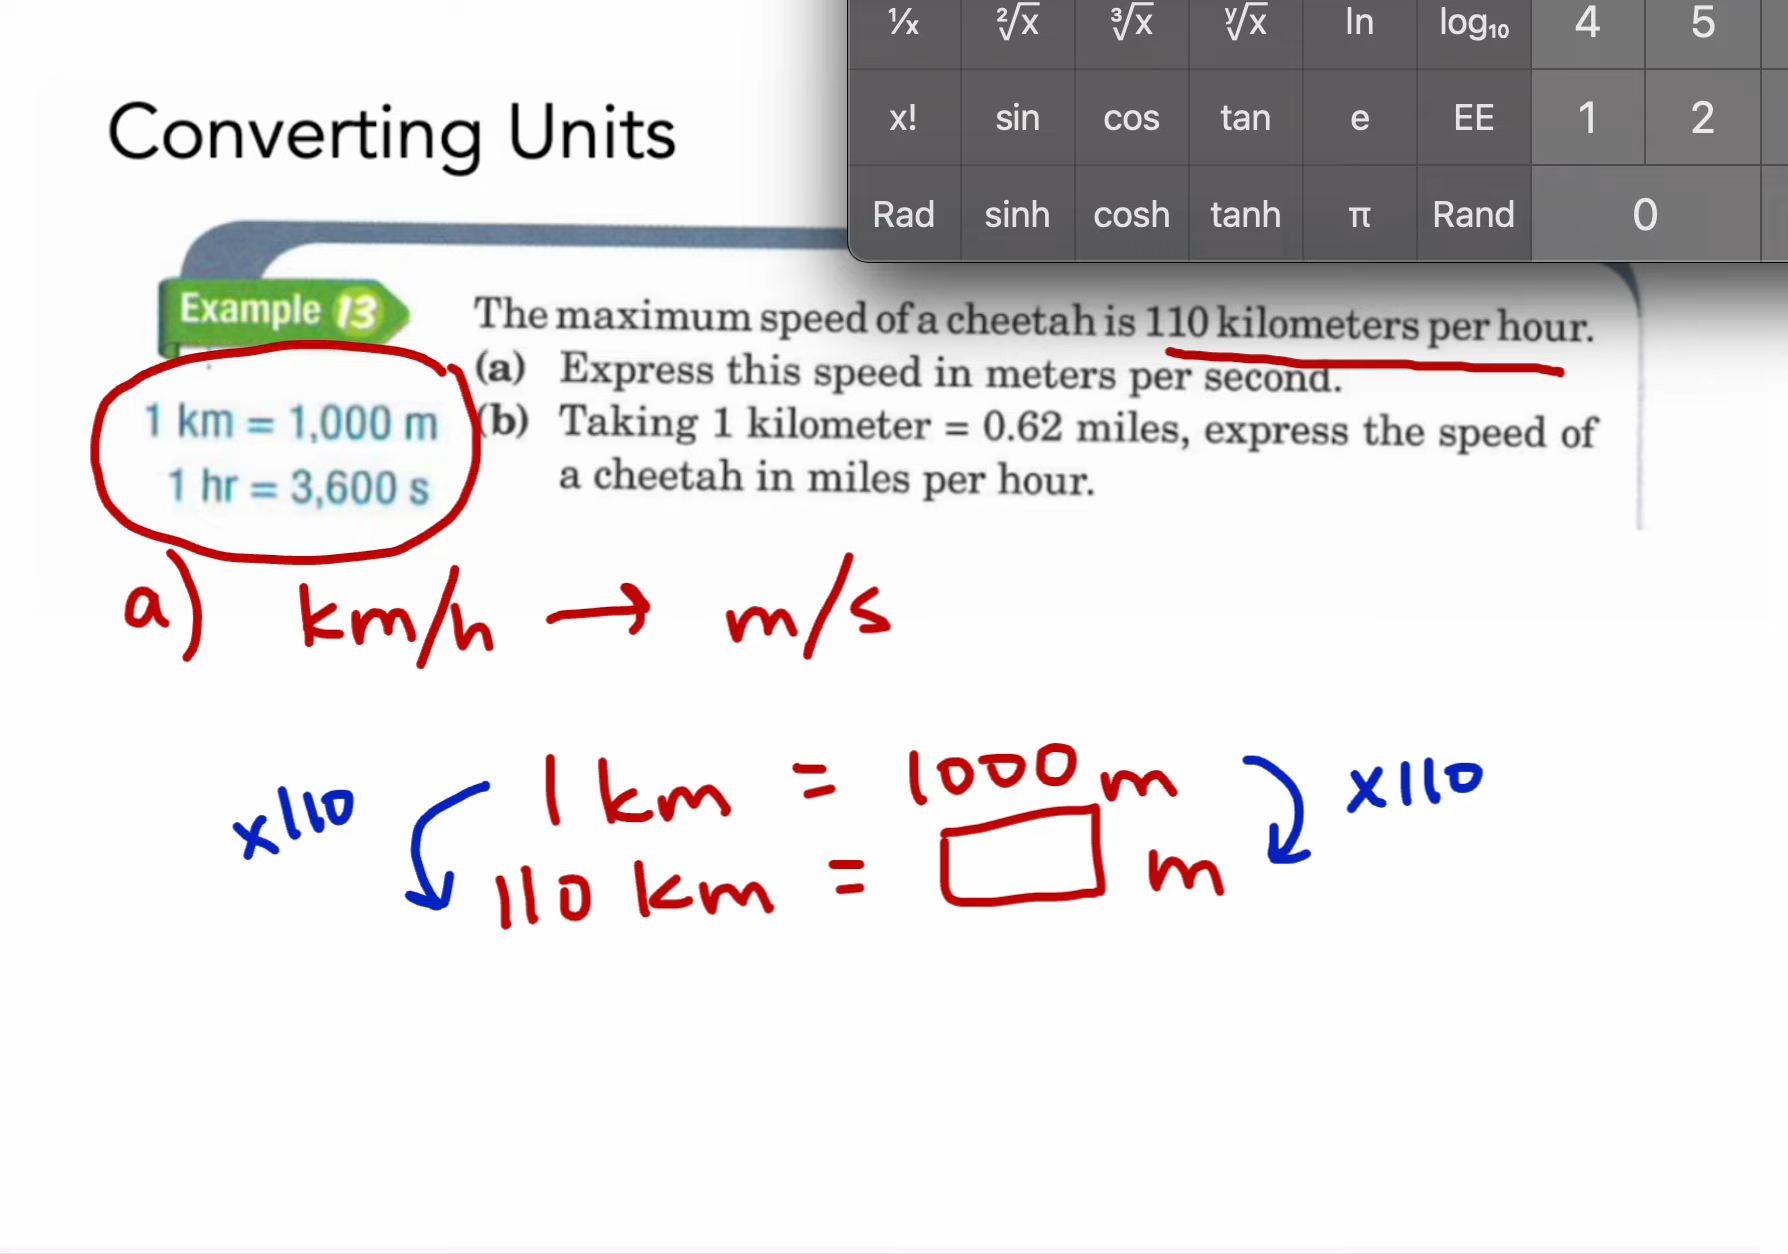 ¹⁄x ²√x ³√x ʸ√x ln log₁₀ 4 5
x! sin cos tan e EE 1 2
Rad sinh cosh tanh π Rand 0
Converting Units
Example 13
The maximum speed of a cheetah is 110 kilometers per hour.
(a) Express this speed in meters per second.
(b) Taking 1 kilometer = 0.62 miles, express the speed of
a cheetah in miles per hour.
1 km = 1,000 m
1 hr = 3,600 s
a) km/h → m/s
x110 1 km = 1000 m x110
110 km = □ m